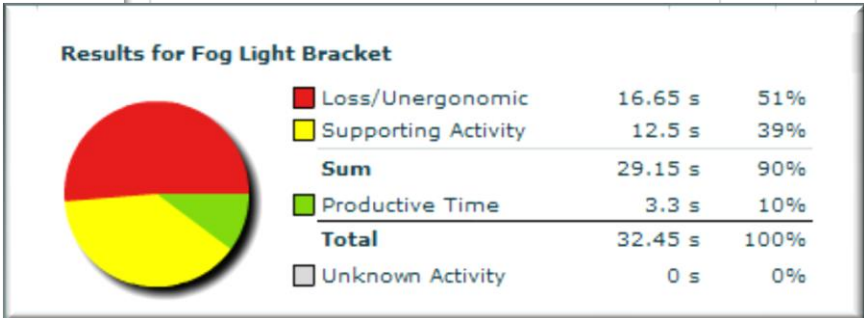 Results for Fog Light Bracket
Loss/Unergonomic 16.65 s 51%
Supporting Activity 12.5 s 39%
Sum 29.15 s 90%
Productive Time 3.3 s 10%
Total 32.45 s 100%
Unknown Activity 0 s 0%